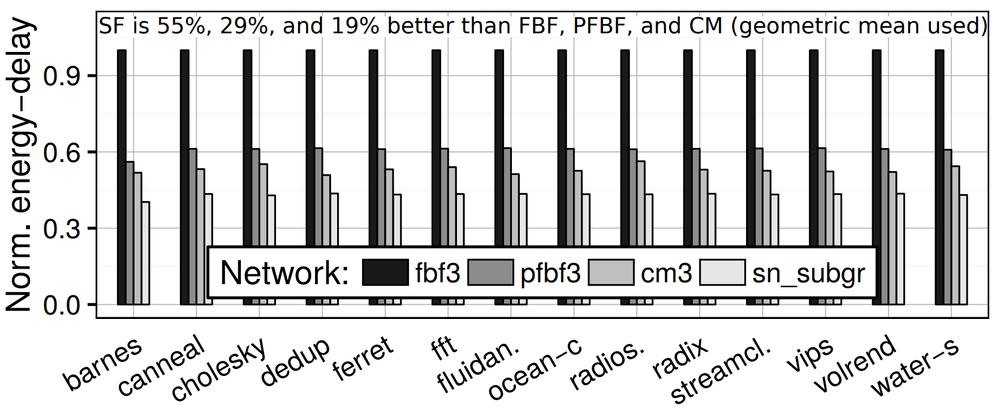 SF is 55%, 29%, and 19% better than FBF, PFBF, and CM (geometric mean used)
Norm. energy−delay
0.9
0.6
0.3
0.0
Network: fbf3 pfbf3 cm3 sn_subgr
barnes canneal cholesky dedup ferret fft fluidan. ocean−c radios. radix streamcl. vips volrend water−s